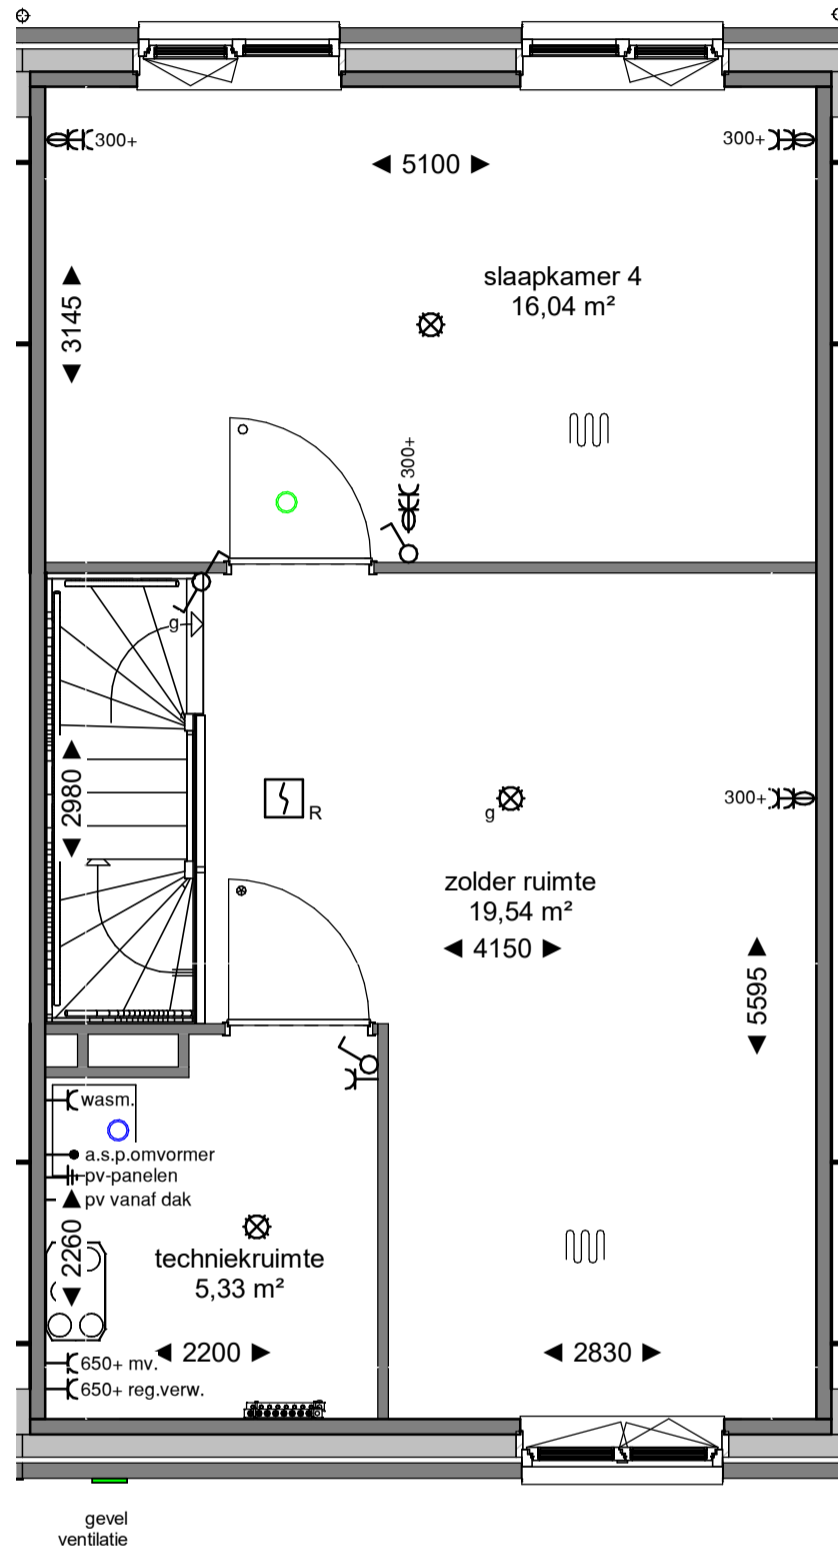 300+
300+
5100
slaapkamer 4
16,04 m²
3145
300+
g
2980
R
g
300+
zolder ruimte
19,54 m²
4150
5595
wasm.
a.s.p.omvormer
pv-panelen
pv vanaf dak
2260
techniekruimte
5,33 m²
2200
2830
650+ mv.
650+ reg.verw.
gevel
ventilatie